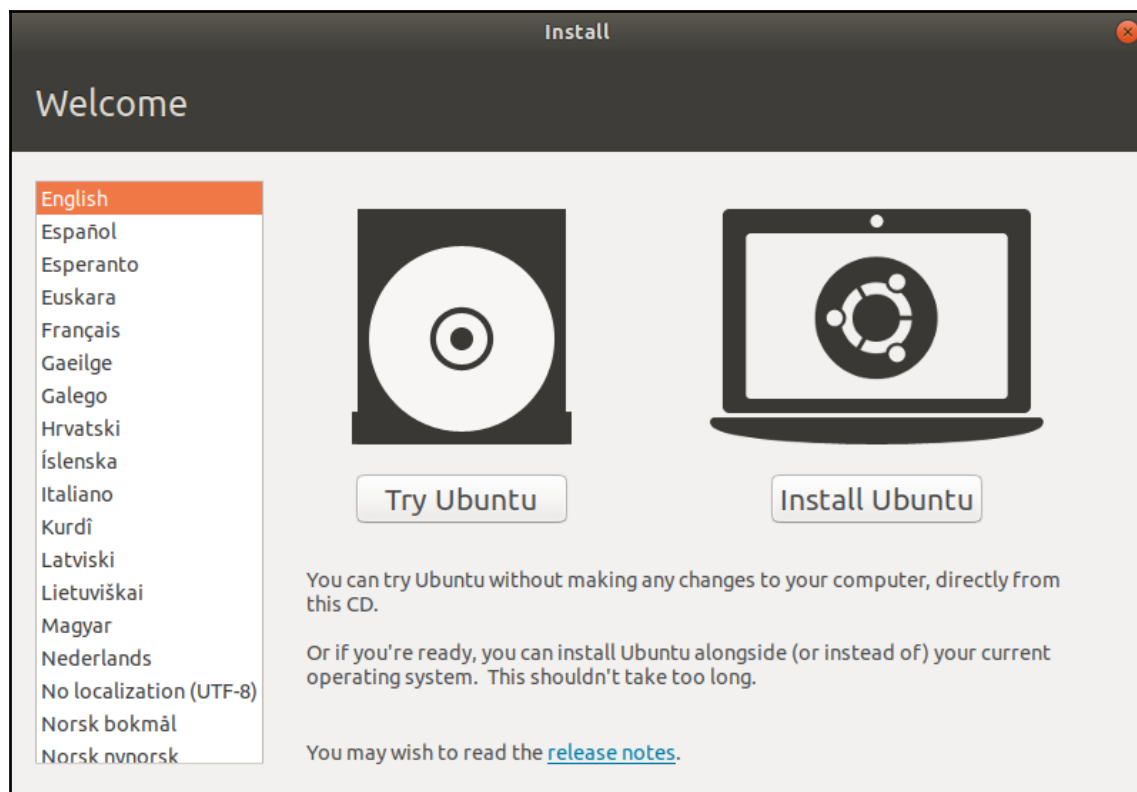 Install
Welcome
English
Español
Esperanto
Euskara
Français
Gaeilge
Galego
Hrvatski
Íslenska
Italiano
Kurdî
Latviski
Lietuviškai
Magyar
Nederlands
No localization (UTF-8)
Norsk bokmål
Norsk nynorsk
Try Ubuntu
Install Ubuntu
You can try Ubuntu without making any changes to your computer, directly from
this CD.
Or if you're ready, you can install Ubuntu alongside (or instead of) your current
operating system.  This shouldn't take too long.
You may wish to read the release notes.